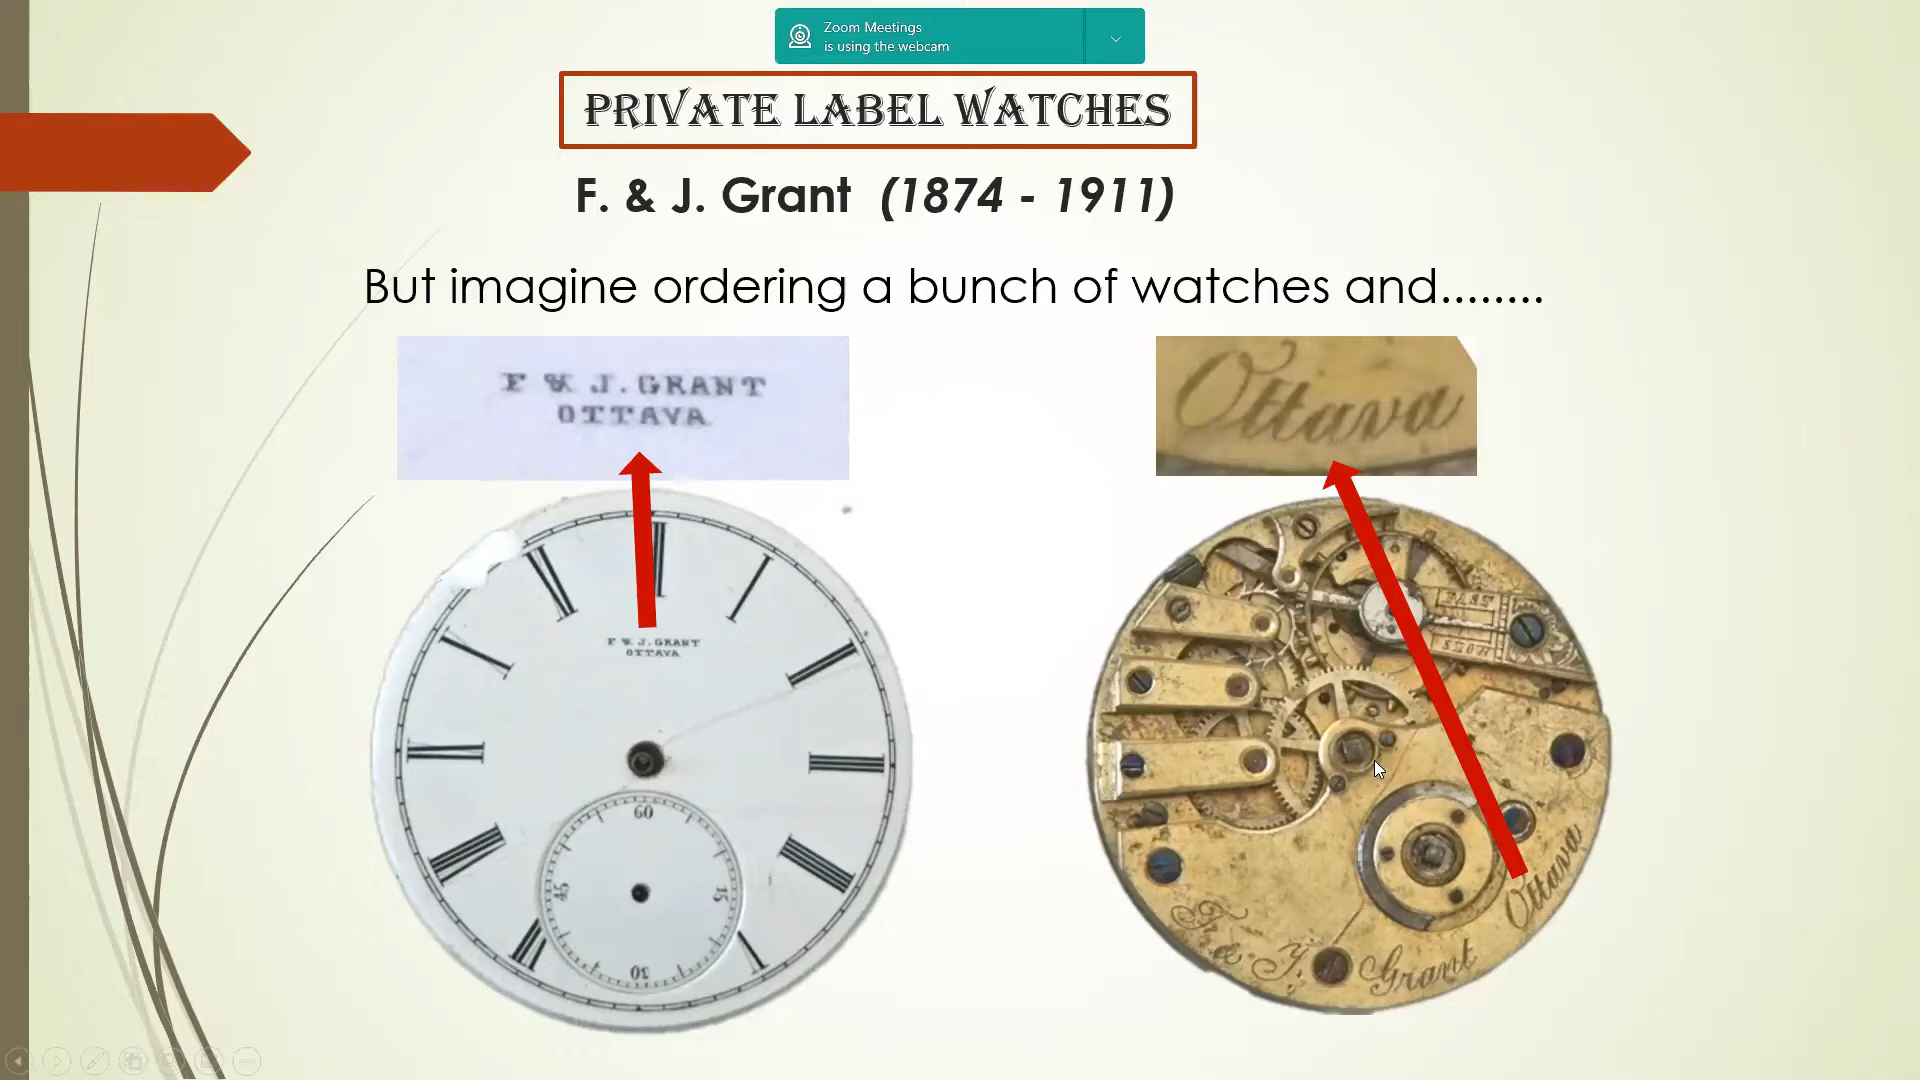 Zoom Meetings
is using the webcam
PRIVATE LABEL WATCHES
F. & J. Grant (1874 - 1911)
But imagine ordering a bunch of watches and........
F & J. GRANT
OTTAVA
Ottava
F & J. GRANT
OTTAVA
60
45
15
30
FAST
SLOW
F & J. Grant Ottava